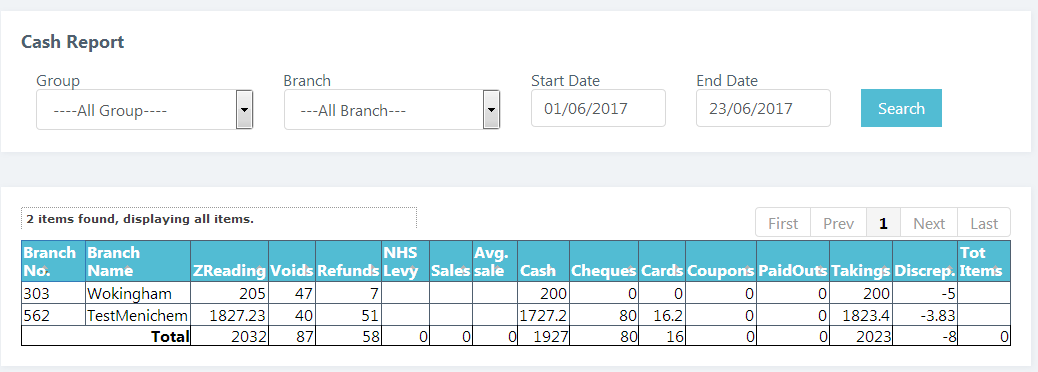 Cash Report
Group Branch Start Date End Date
----All Group---- ---All Branch--- 01/06/2017 23/06/2017 Search
2 items found, displaying all items.
First Prev 1 Next Last
Branch No. Branch Name ZReading Voids Refunds NHS Levy Sales Avg. sale Cash Cheques Cards Coupons PaidOuts Takings Discrep. Tot Items
303 Wokingham 205 47 7 200 0 0 0 0 200 -5
562 TestMenichem 1827.23 40 51 1727.2 80 16.2 0 0 1823.4 -3.83
Total 2032 87 58 0 0 0 1927 80 16 0 0 2023 -8 0